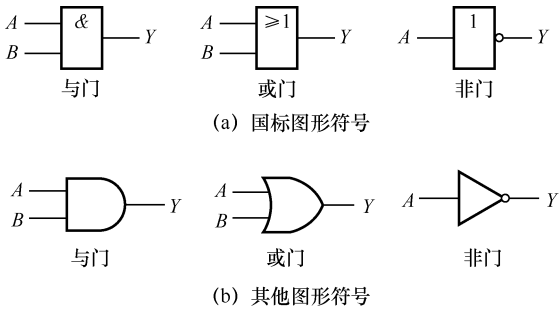 A & Y A ≥1 Y A 1 Y
B B
与门 或门 非门
(a) 国标图形符号
A Y A Y A Y
B B
与门 或门 非门
(b) 其他图形符号